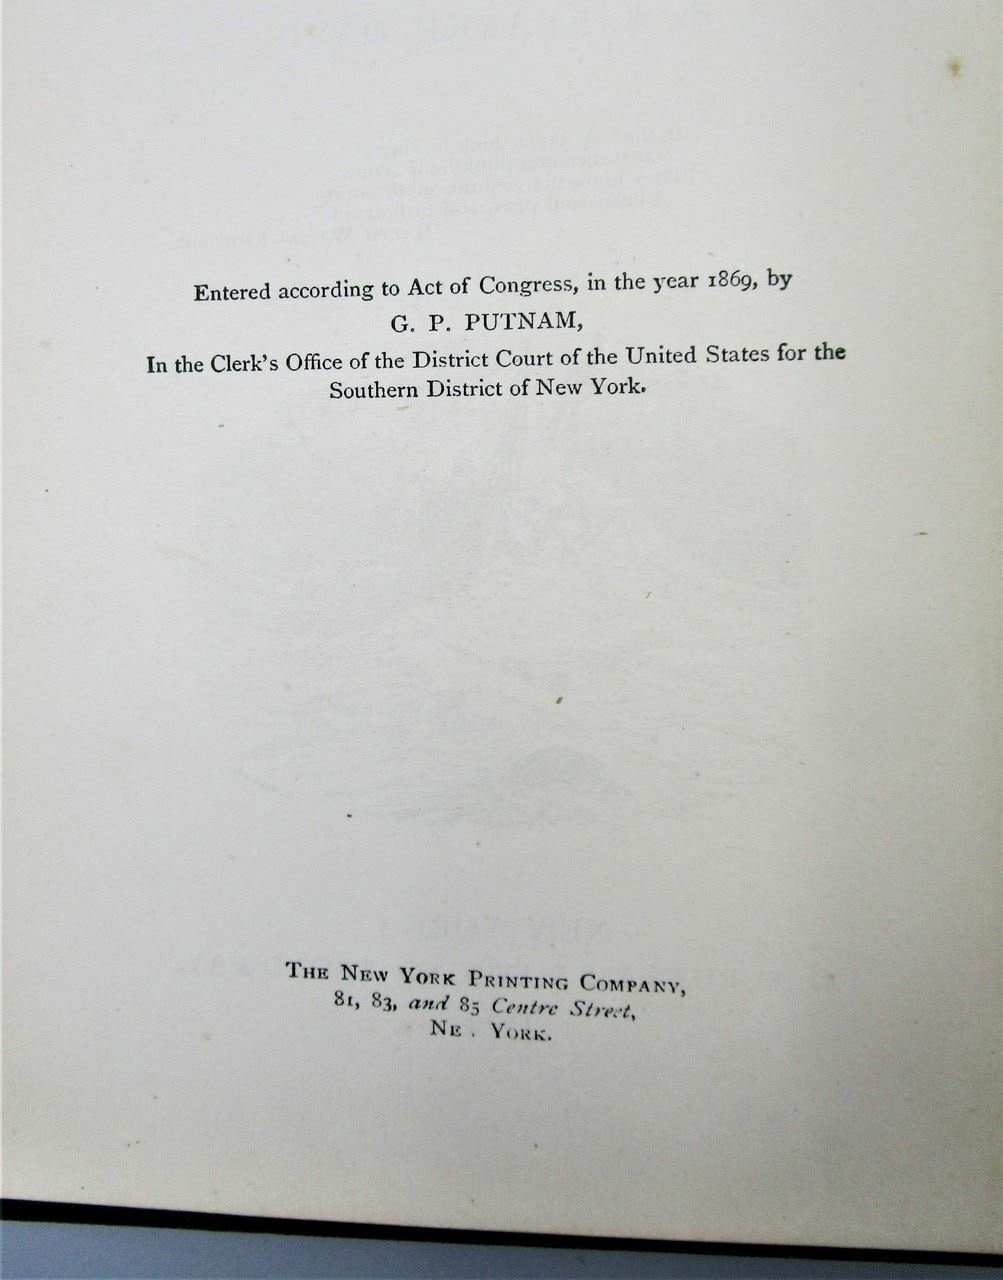 Entered according to Act of Congress, in the year 1869, by
G. P. PUTNAM,
In the Clerk's Office of the District Court of the United States for the
Southern District of New York.
THE NEW YORK PRINTING COMPANY,
81, 83, and 85 Centre Street,
NE . YORK.